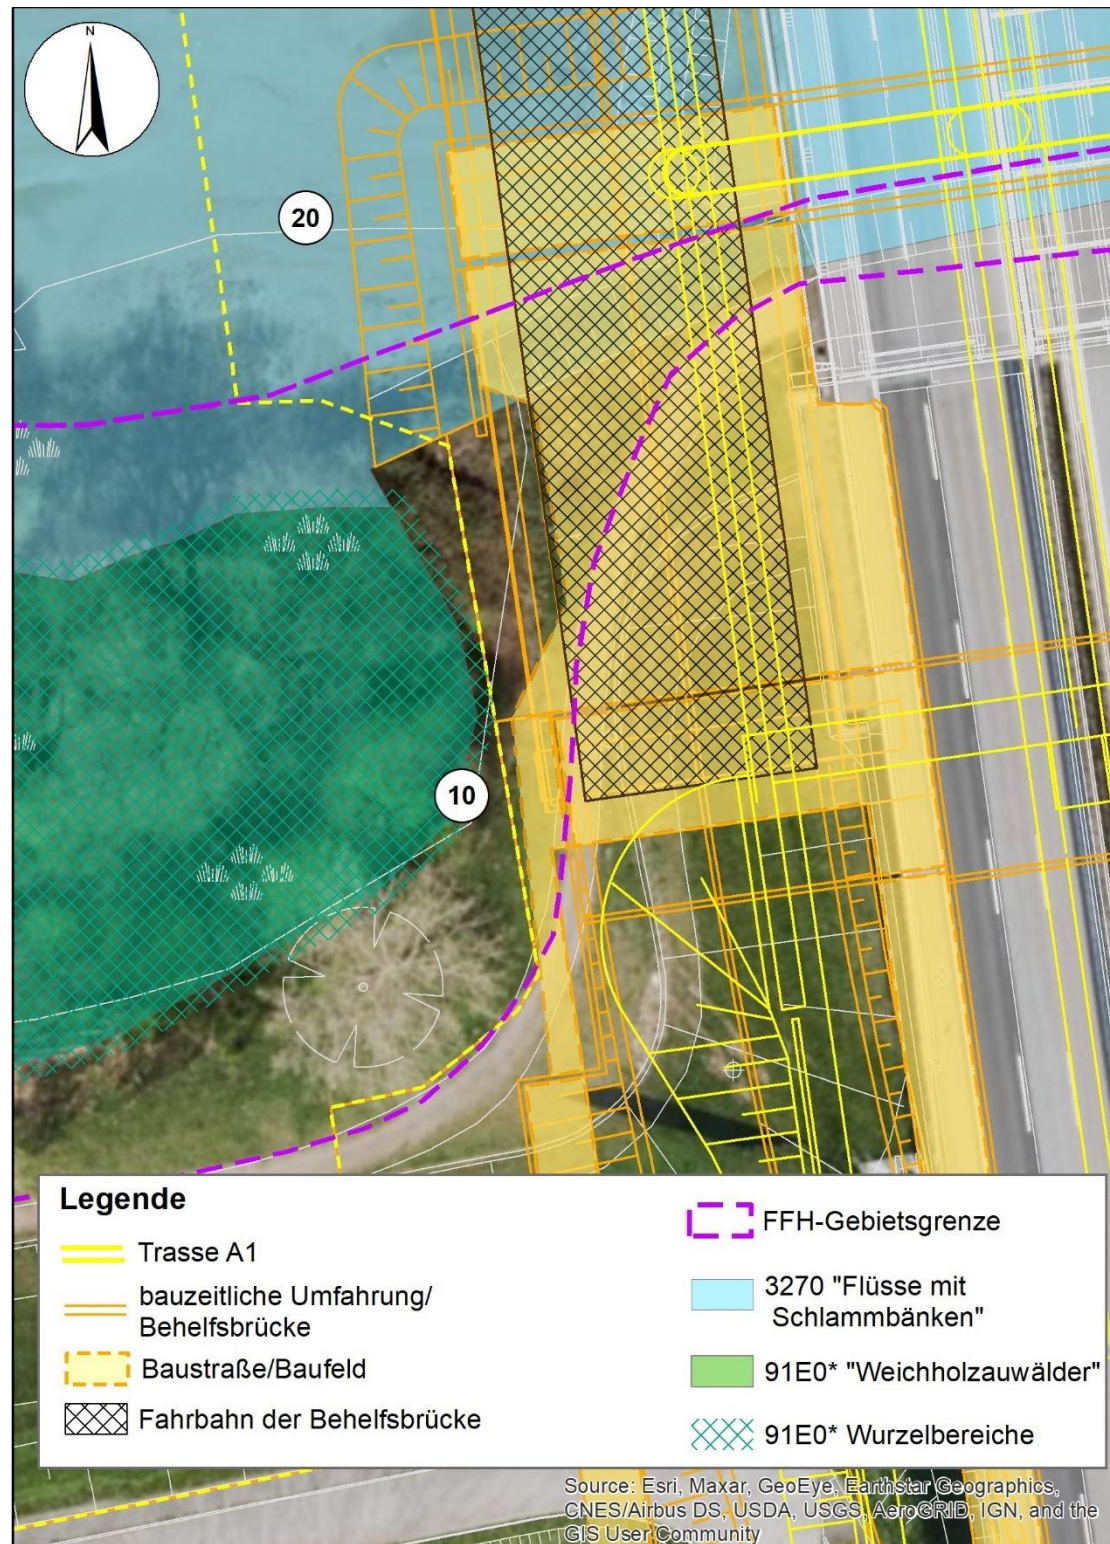 N
20
10
Legende
Trasse A1
bauzeitliche Umfahrung/
Behelfsbrücke
Baustraße/Baufeld
Fahrbahn der Behelfsbrücke
FFH-Gebietsgrenze
3270 "Flüsse mit
Schlammbänken"
91E0* "Weichholzauwälder"
91E0* Wurzelbereiche
Source: Esri, Maxar, GeoEye, Earthstar Geographics,
CNES/Airbus DS, USDA, USGS, AeroGRID, IGN, and the
GIS User Community